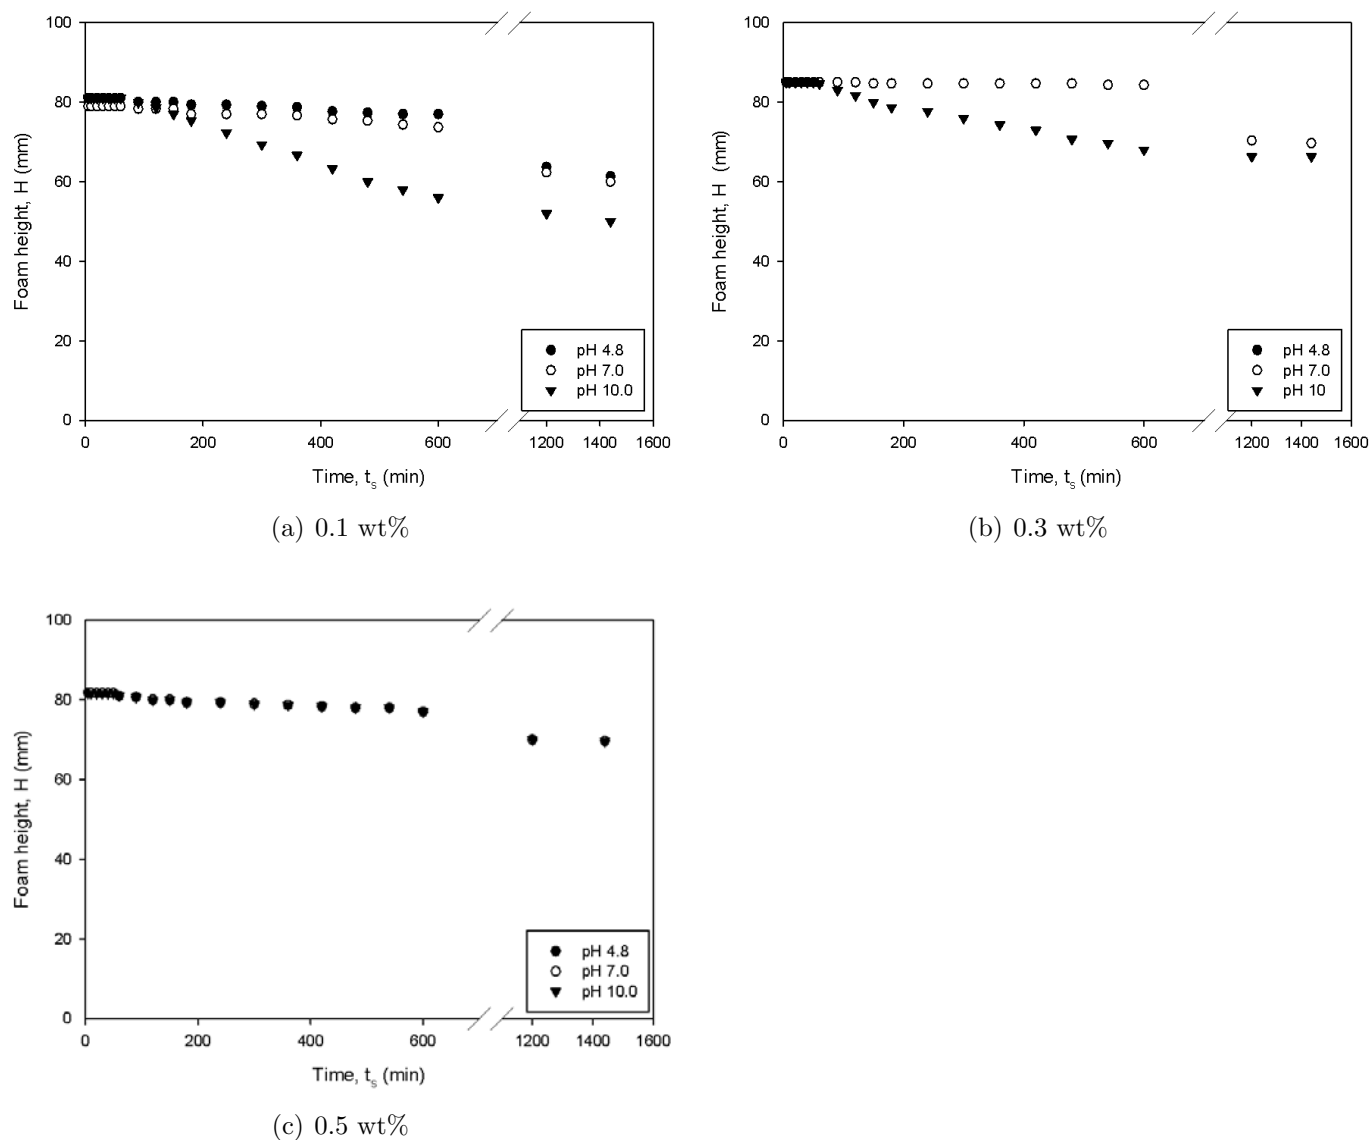 100
80
60
40
20
0
Foam height, H (mm)
0 200 400 600 1200 1400 1600
Time, tₛ (min)
pH 4.8
pH 7.0
pH 10.0
(a) 0.1 wt%
100
80
60
40
20
0
Foam height, H (mm)
0 200 400 600 1200 1400 1600
Time, tₛ (min)
pH 4.8
pH 7.0
pH 10
(b) 0.3 wt%
100
80
60
40
20
0
Foam height, H (mm)
0 200 400 600 1200 1400 1600
Time, tₛ (min)
pH 4.8
pH 7.0
pH 10.0
(c) 0.5 wt%